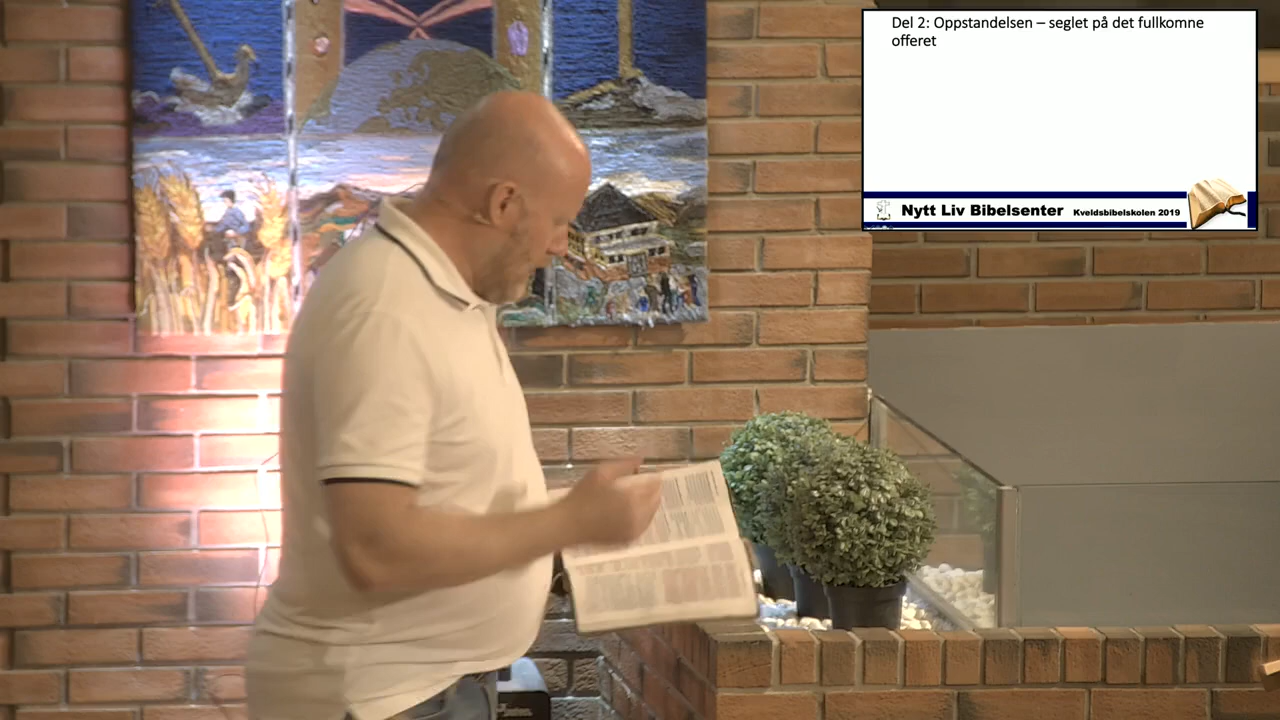 Del 2: Oppstandelsen – seglet på det fullkomne
offeret
Nytt Liv Bibelsenter Kveldsbibelskolen 2019